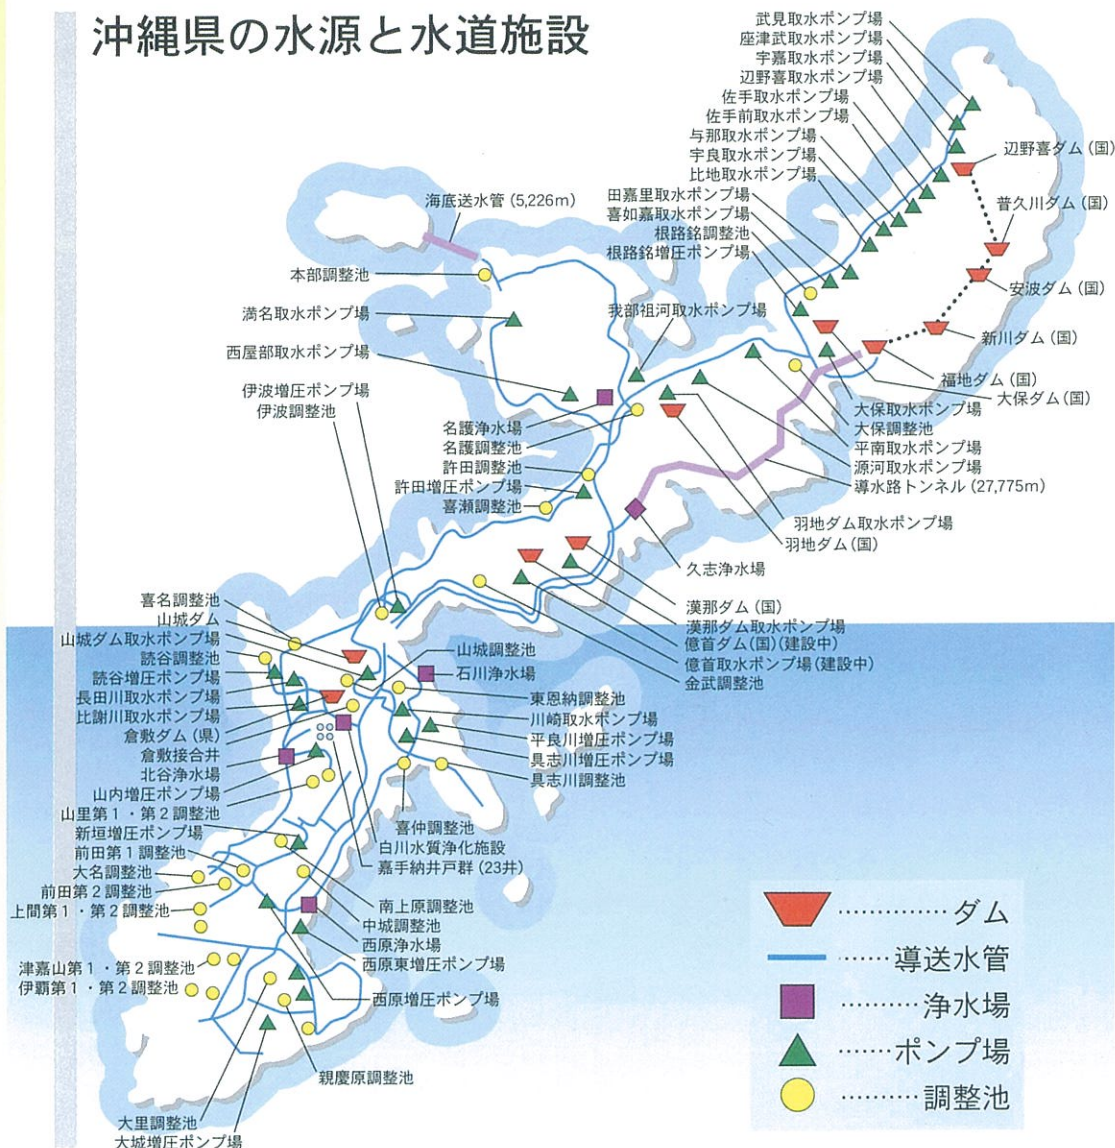 沖縄県の水源と水道施設
武見取水ポンプ場
座津武取水ポンプ場
宇嘉取水ポンプ場
辺野喜取水ポンプ場
佐手取水ポンプ場
佐手前取水ポンプ場
与那取水ポンプ場
宇良取水ポンプ場
比地取水ポンプ場
田嘉里取水ポンプ場
喜如嘉取水ポンプ場
根路銘調整池
根路銘増圧ポンプ場
辺野喜ダム(国)
普久川ダム(国)
安波ダム(国)
新川ダム(国)
福地ダム(国)
大保ダム(国)
大保取水ポンプ場
大保調整池
平南取水ポンプ場
源河取水ポンプ場
導水路トンネル(27,775m)
羽地ダム取水ポンプ場
羽地ダム(国)
久志浄水場
海底送水管(5,226m)
本部調整池
満名取水ポンプ場
西屋部取水ポンプ場
我部祖河取水ポンプ場
伊波増圧ポンプ場
伊波調整池
名護浄水場
名護調整池
許田調整池
許田増圧ポンプ場
喜瀬調整池
漢那ダム(国)
漢那ダム取水ポンプ場
億首ダム(国)(建設中)
億首取水ポンプ場(建設中)
金武調整池
喜名調整池
山城ダム
山城ダム取水ポンプ場
読谷調整池
読谷増圧ポンプ場
長田川取水ポンプ場
比謝川取水ポンプ場
倉敷ダム(県)
倉敷接合井
北谷浄水場
山内増圧ポンプ場
山里第1・第2調整池
新垣増圧ポンプ場
前田第1調整池
大名調整池
前田第2調整池
上間第1・第2調整池
津嘉山第1・第2調整池
伊覇第1・第2調整池
山城調整池
石川浄水場
東恩納調整池
川崎取水ポンプ場
平良川増圧ポンプ場
具志川増圧ポンプ場
具志川調整池
喜仲調整池
白川水質浄化施設
嘉手納井戸群(23井)
南上原調整池
中城調整池
西原浄水場
西原東増圧ポンプ場
西原増圧ポンプ場
親慶原調整池
大里調整池
大城増圧ポンプ場
ダム
導送水管
浄水場
ポンプ場
調整池